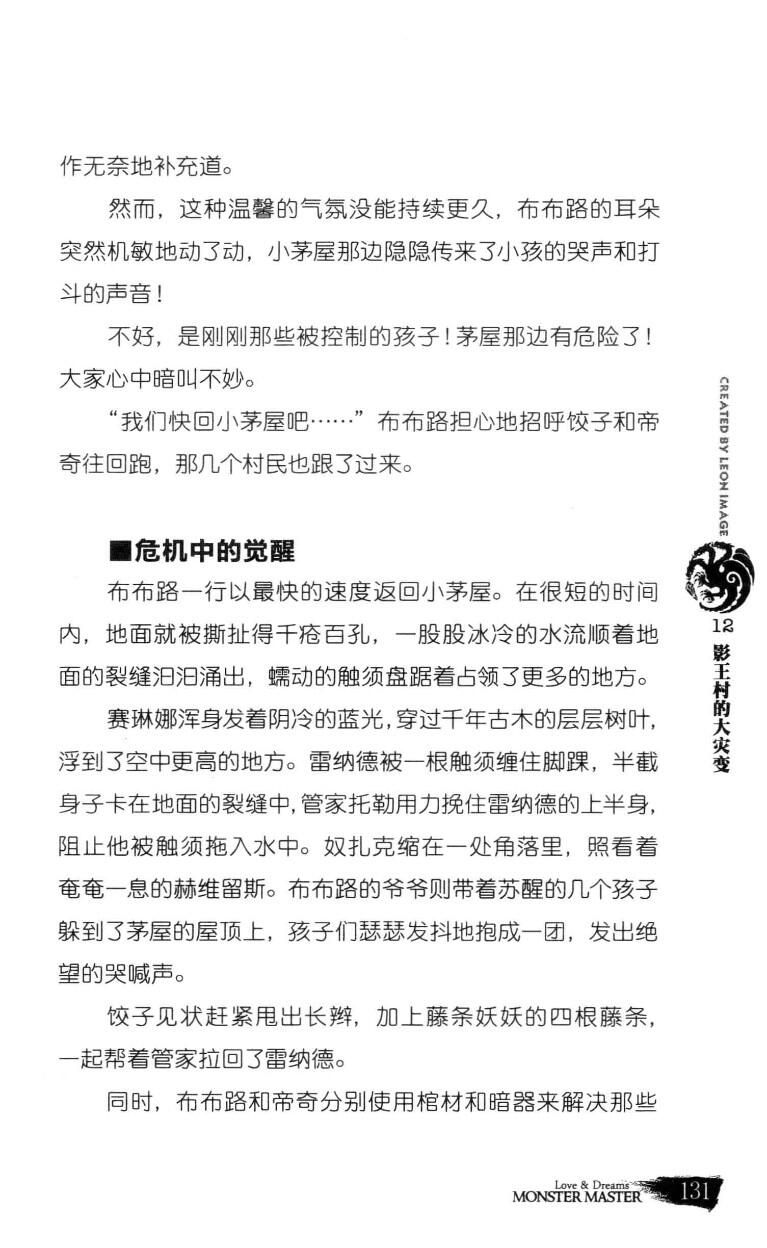 作无奈地补充道。
然而，这种温馨的气氛没能持续更久，布布路的耳朵
突然机敏地动了动，小茅屋那边隐隐传来了小孩的哭声和打
斗的声音！
不好，是刚刚那些被控制的孩子！茅屋那边有危险了！
大家心中暗叫不妙。
“我们快回小茅屋吧……”布布路担心地招呼饺子和帝
奇往回跑，那几个村民也跟了过来。
■危机中的觉醒
布布路一行以最快的速度返回小茅屋。在很短的时间
内，地面就被撕扯得千疮百孔，一股股冰冷的水流顺着地
面的裂缝汩汩涌出，蠕动的触须盘踞着占领了更多的地方。
赛琳娜浑身发着阴冷的蓝光，穿过千年古木的层层树叶，
浮到了空中更高的地方。雷纳德被一根触须缠住脚踝，半截
身子卡在地面的裂缝中，管家托勒用力挽住雷纳德的上半身，
阻止他被触须拖入水中。奴扎克缩在一处角落里，照看着
奄奄一息的赫维留斯。布布路的爷爷则带着苏醒的几个孩子
躲到了茅屋的屋顶上，孩子们瑟瑟发抖地抱成一团，发出绝
望的哭喊声。
饺子见状赶紧甩出长辫，加上藤条妖妖的四根藤条，
一起帮着管家拉回了雷纳德。
同时，布布路和帝奇分别使用棺材和暗器来解决那些
CREATED BY LEON IMAGE
12
影王村的大灾变
Love & Dreams
MONSTER MASTER
131